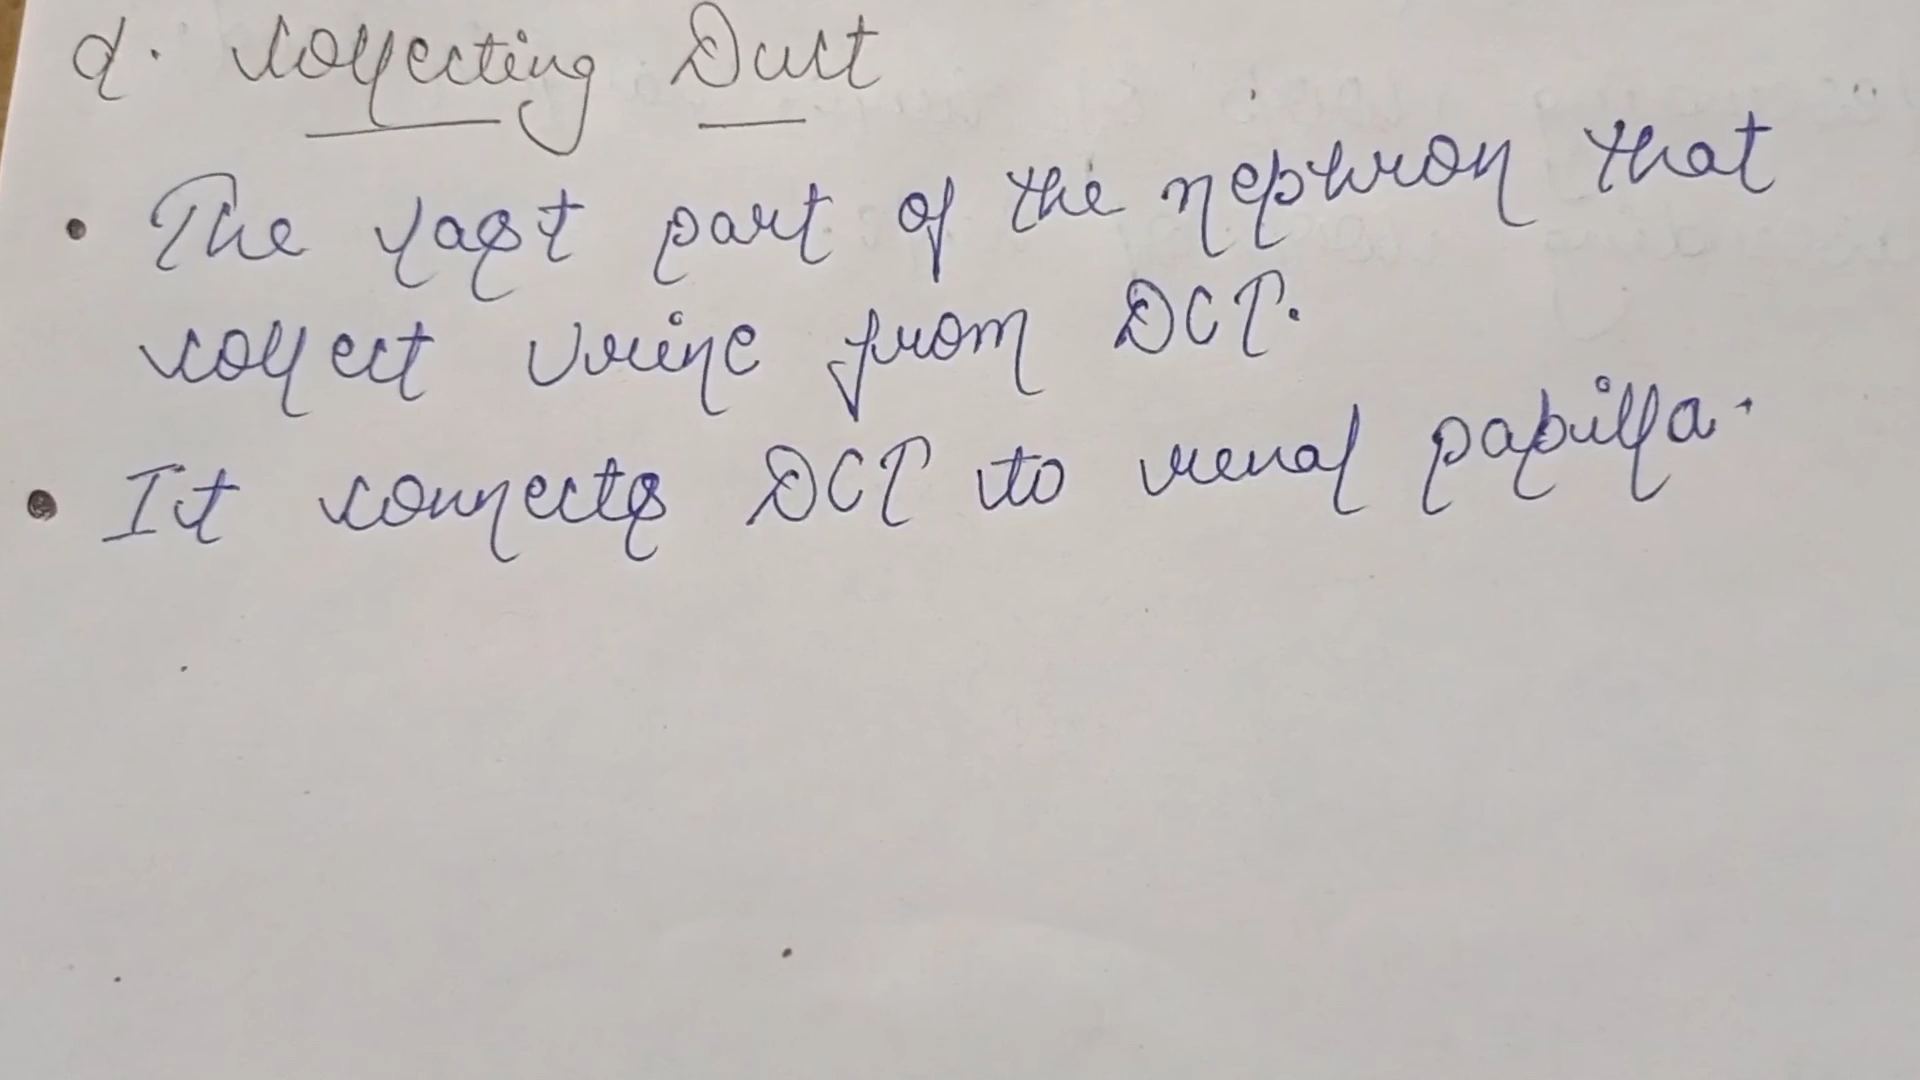 d. Collecting Duct
• The last part of the nephron that
collect urine from DCT.
• It connects DCT to renal papilla.